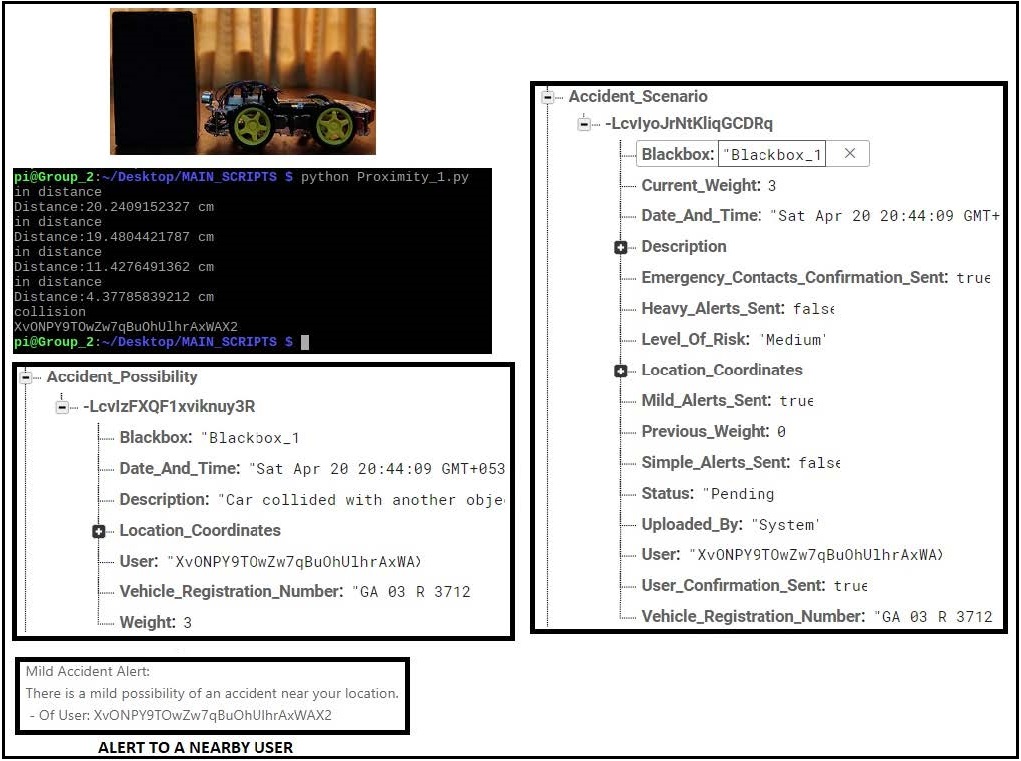 pi@Group_2:~/Desktop/MAIN_SCRIPTS $ python Proximity_1.py
in distance
Distance:20.2409152327 cm
in distance
Distance:19.4804421787 cm
in distance
Distance:11.4276491362 cm
in distance
Distance:4.37785839212 cm
collision
XvONPY9TOwZw7qBuOhUlhrAxWAX2
pi@Group_2:~/Desktop/MAIN_SCRIPTS $
Accident_Possibility
-LcvIzFXQF1xviknuy3R
Blackbox: "Blackbox_1
Date_And_Time: "Sat Apr 20 20:44:09 GMT+053
Description: "Car collided with another obje
Location_Coordinates
User: "XvONPY9TOwZw7qBuOhUlhrAxWA
Vehicle_Registration_Number: "GA 03 R 3712
Weight: 3
Mild Accident Alert:
There is a mild possibility of an accident near your location.
- Of User: XvONPY9TOwZw7qBuOhUlhrAxWAX2
ALERT TO A NEARBY USER
Accident_Scenario
-LcvIyoJrNtKliqGCDRq
Blackbox: "Blackbox_1
Current_Weight: 3
Date_And_Time: "Sat Apr 20 20:44:09 GMT+
Description
Emergency_Contacts_Confirmation_Sent: true
Heavy_Alerts_Sent: false
Level_Of_Risk: 'Medium'
Location_Coordinates
Mild_Alerts_Sent: true
Previous_Weight: 0
Simple_Alerts_Sent: false
Status: "Pending
Uploaded_By: "System'
User: "XvONPY9TOwZw7qBuOhUlhrAxWA
User_Confirmation_Sent: true
Vehicle_Registration_Number: "GA 03 R 3712